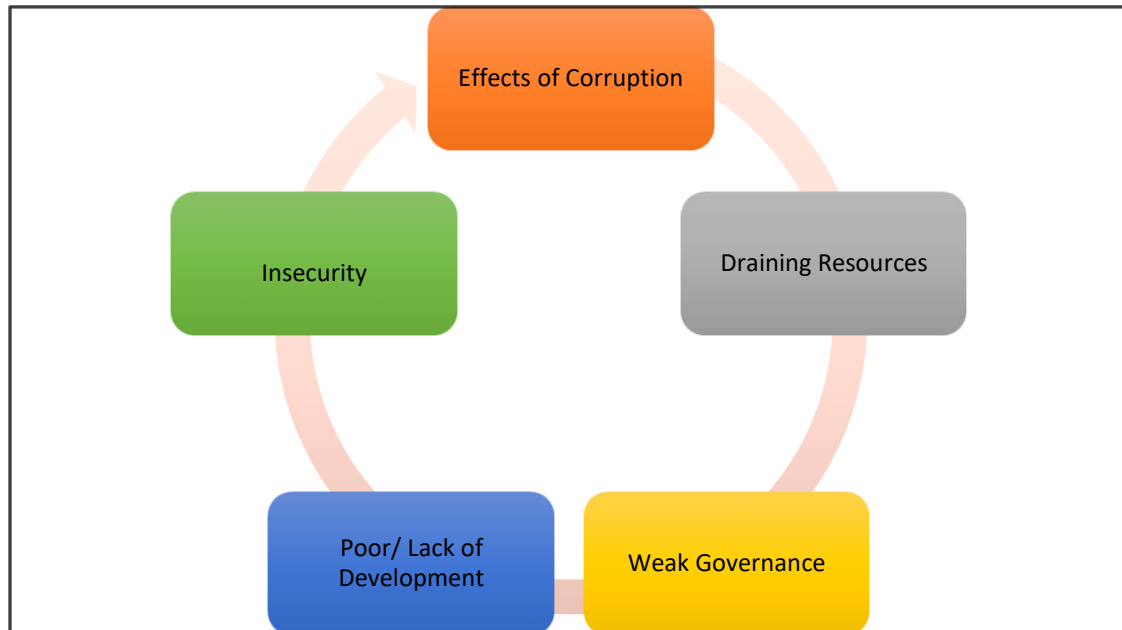 Effects of Corruption
Draining Resources
Weak Governance
Poor/ Lack of
Development
Insecurity